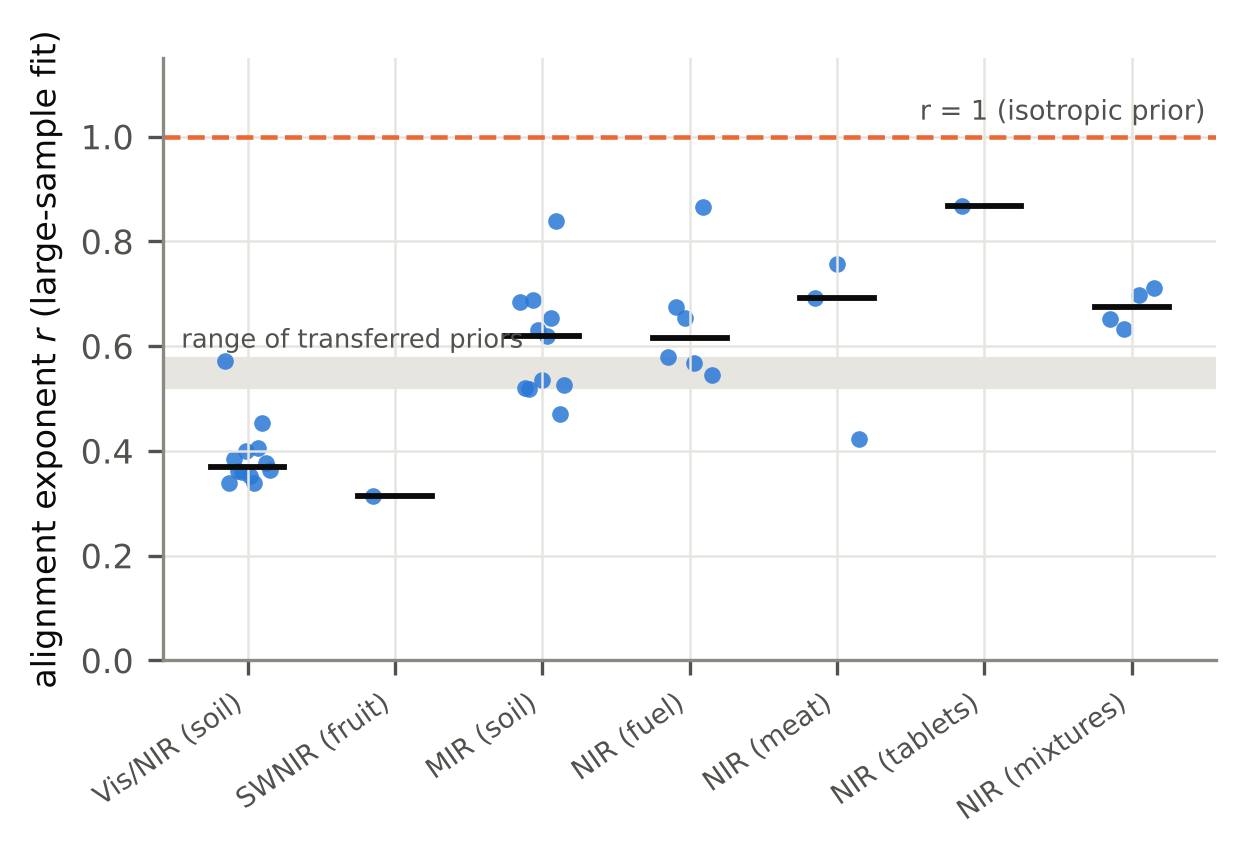 alignment exponent r (large-sample fit)
r = 1 (isotropic prior)
1.0
0.8
range of transferred priors
0.6
0.4
0.2
0.0
Vis/NIR (soil)
SWNIR (fruit)
MIR (soil)
NIR (fuel)
NIR (meat)
NIR (tablets)
NIR (mixtures)